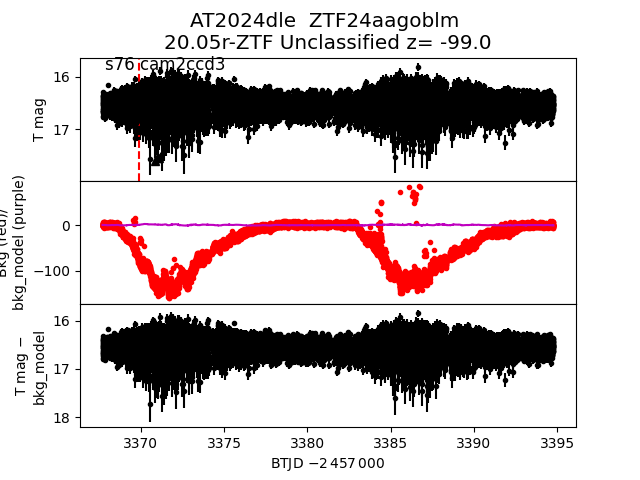 AT2024dle ZTF24aagoblm
20.05r-ZTF Unclassified z= -99.0
s76 cam2ccd3
16
17
T mag
0
−100
Bkg (red)/
bkg_model (purple)
16
17
18
T mag −
bkg_model
3370 3375 3380 3385 3390 3395
BTJD −2 457 000